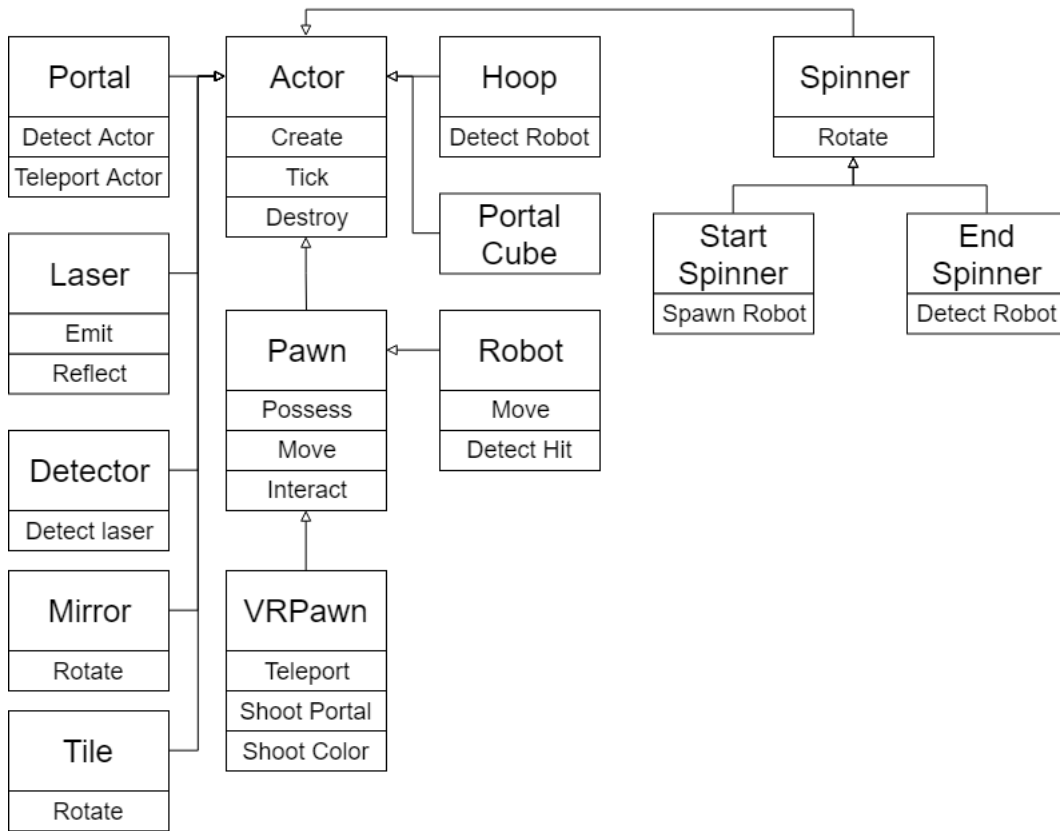 Portal
Detect Actor
Teleport Actor
Laser
Emit
Reflect
Detector
Detect laser
Mirror
Rotate
Tile
Rotate
Actor
Create
Tick
Destroy
Pawn
Possess
Move
Interact
VRPawn
Teleport
Shoot Portal
Shoot Color
Hoop
Detect Robot
Portal
Cube
Robot
Move
Detect Hit
Spinner
Rotate
Start
Spinner
Spawn Robot
End
Spinner
Detect Robot